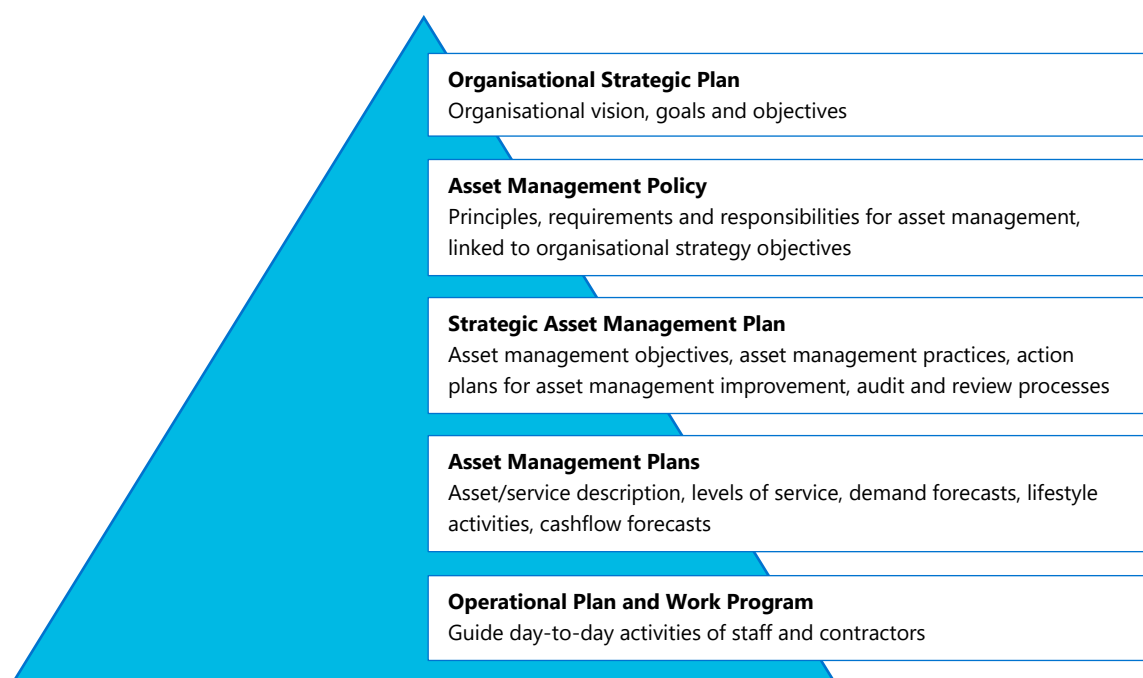 Organisational Strategic Plan
Organisational vision, goals and objectives
Asset Management Policy
Principles, requirements and responsibilities for asset management,
linked to organisational strategy objectives
Strategic Asset Management Plan
Asset management objectives, asset management practices, action
plans for asset management improvement, audit and review processes
Asset Management Plans
Asset/service description, levels of service, demand forecasts, lifestyle
activities, cashflow forecasts
Operational Plan and Work Program
Guide day-to-day activities of staff and contractors